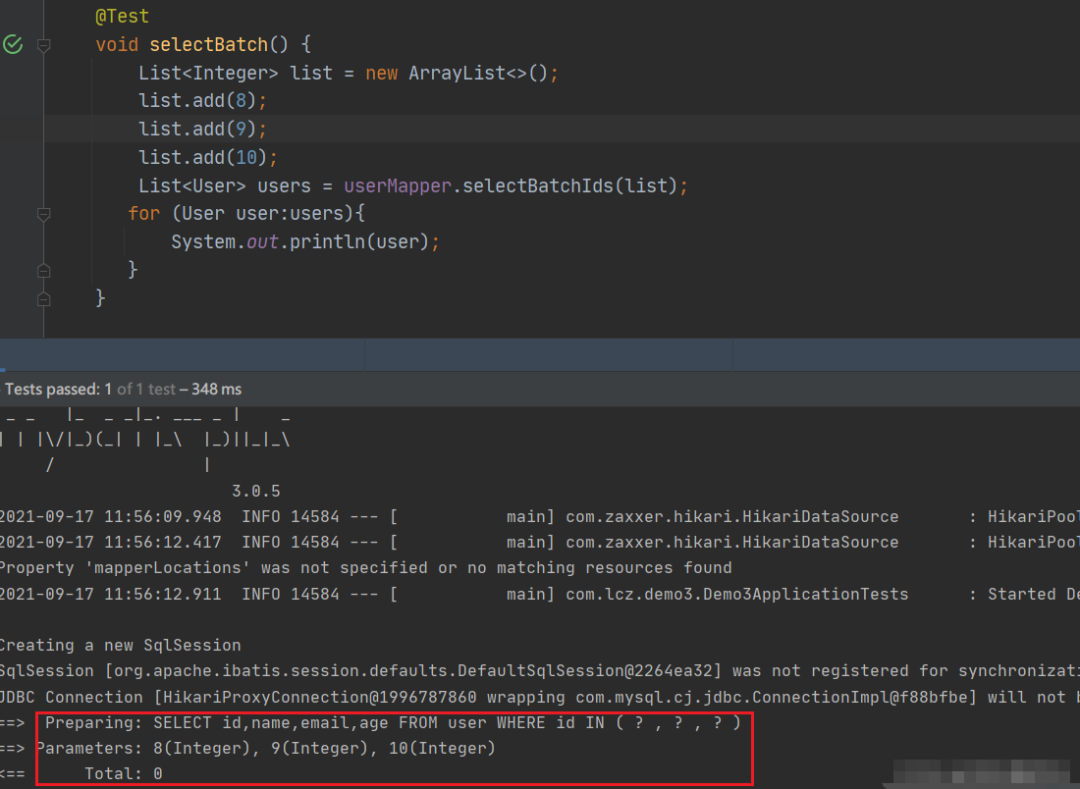 @Test
void selectBatch() {
List<Integer> list = new ArrayList<>();
list.add(8);
list.add(9);
list.add(10);
List<User> users = userMapper.selectBatchIds(list);
for (User user:users){
System.out.println(user);
}
}
Tests passed: 1 of 1 test – 348 ms
_ _   |_  _ _|_. ___ _ |    _
| | |\/|_)(_| | |_\  |_)||_|_\
/               |
3.0.5
2021-09-17 11:56:09.948  INFO 14584 --- [           main] com.zaxxer.hikari.HikariDataSource       : HikariPool
2021-09-17 11:56:12.417  INFO 14584 --- [           main] com.zaxxer.hikari.HikariDataSource       : HikariPool
Property 'mapperLocations' was not specified or no matching resources found
2021-09-17 11:56:12.911  INFO 14584 --- [           main] com.lcz.demo3.Demo3ApplicationTests      : Started De
Creating a new SqlSession
SqlSession [org.apache.ibatis.session.defaults.DefaultSqlSession@2264ea32] was not registered for synchronizati
JDBC Connection [HikariProxyConnection@1996787860 wrapping com.mysql.cj.jdbc.ConnectionImpl@f88bfbe] will not b
==>  Preparing: SELECT id,name,email,age FROM user WHERE id IN ( ? , ? , ? )
==> Parameters: 8(Integer), 9(Integer), 10(Integer)
<==      Total: 0